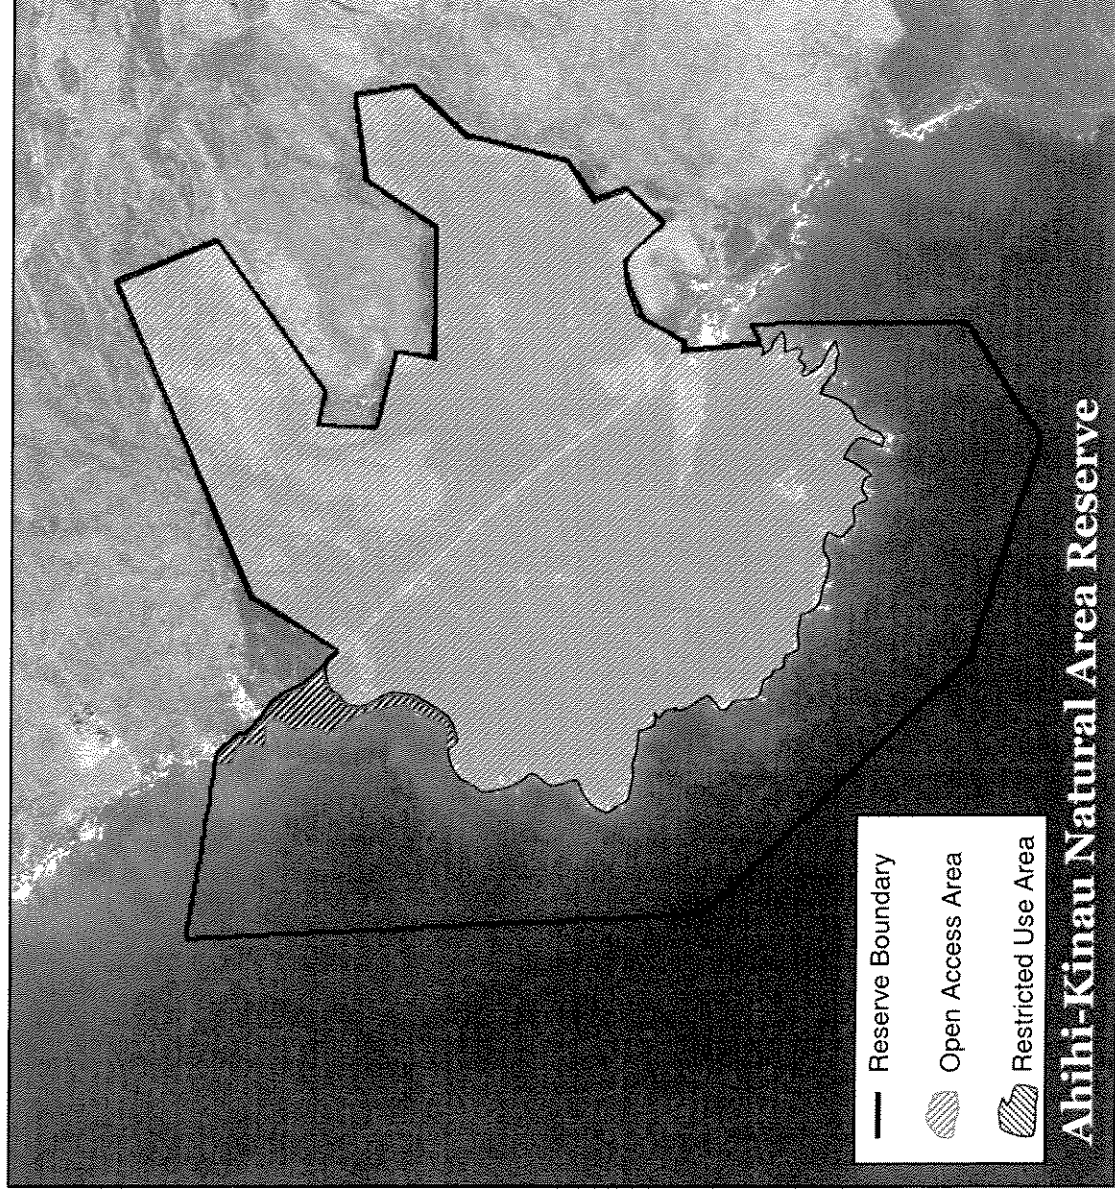 Reserve Boundary
Open Access Area
Restricted Use Area
Ahihi-Kinau Natural Area Reserve